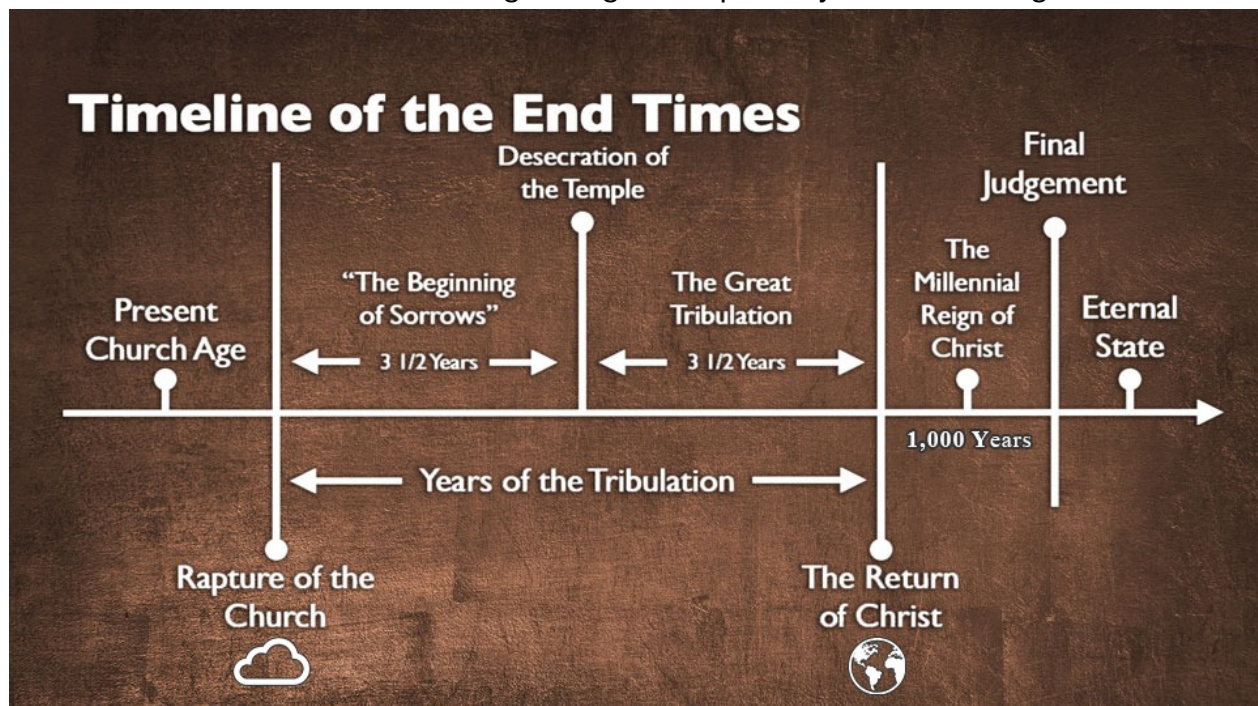 Timeline of the End Times
Desecration of
the Temple
Final
Judgement
"The Beginning
of Sorrows"
3 1/2 Years
The Great
Tribulation
3 1/2 Years
The
Millennial
Reign of
Christ
Present
Church Age
Eternal
State
1,000 Years
Years of the Tribulation
Rapture of the
Church
The Return
of Christ